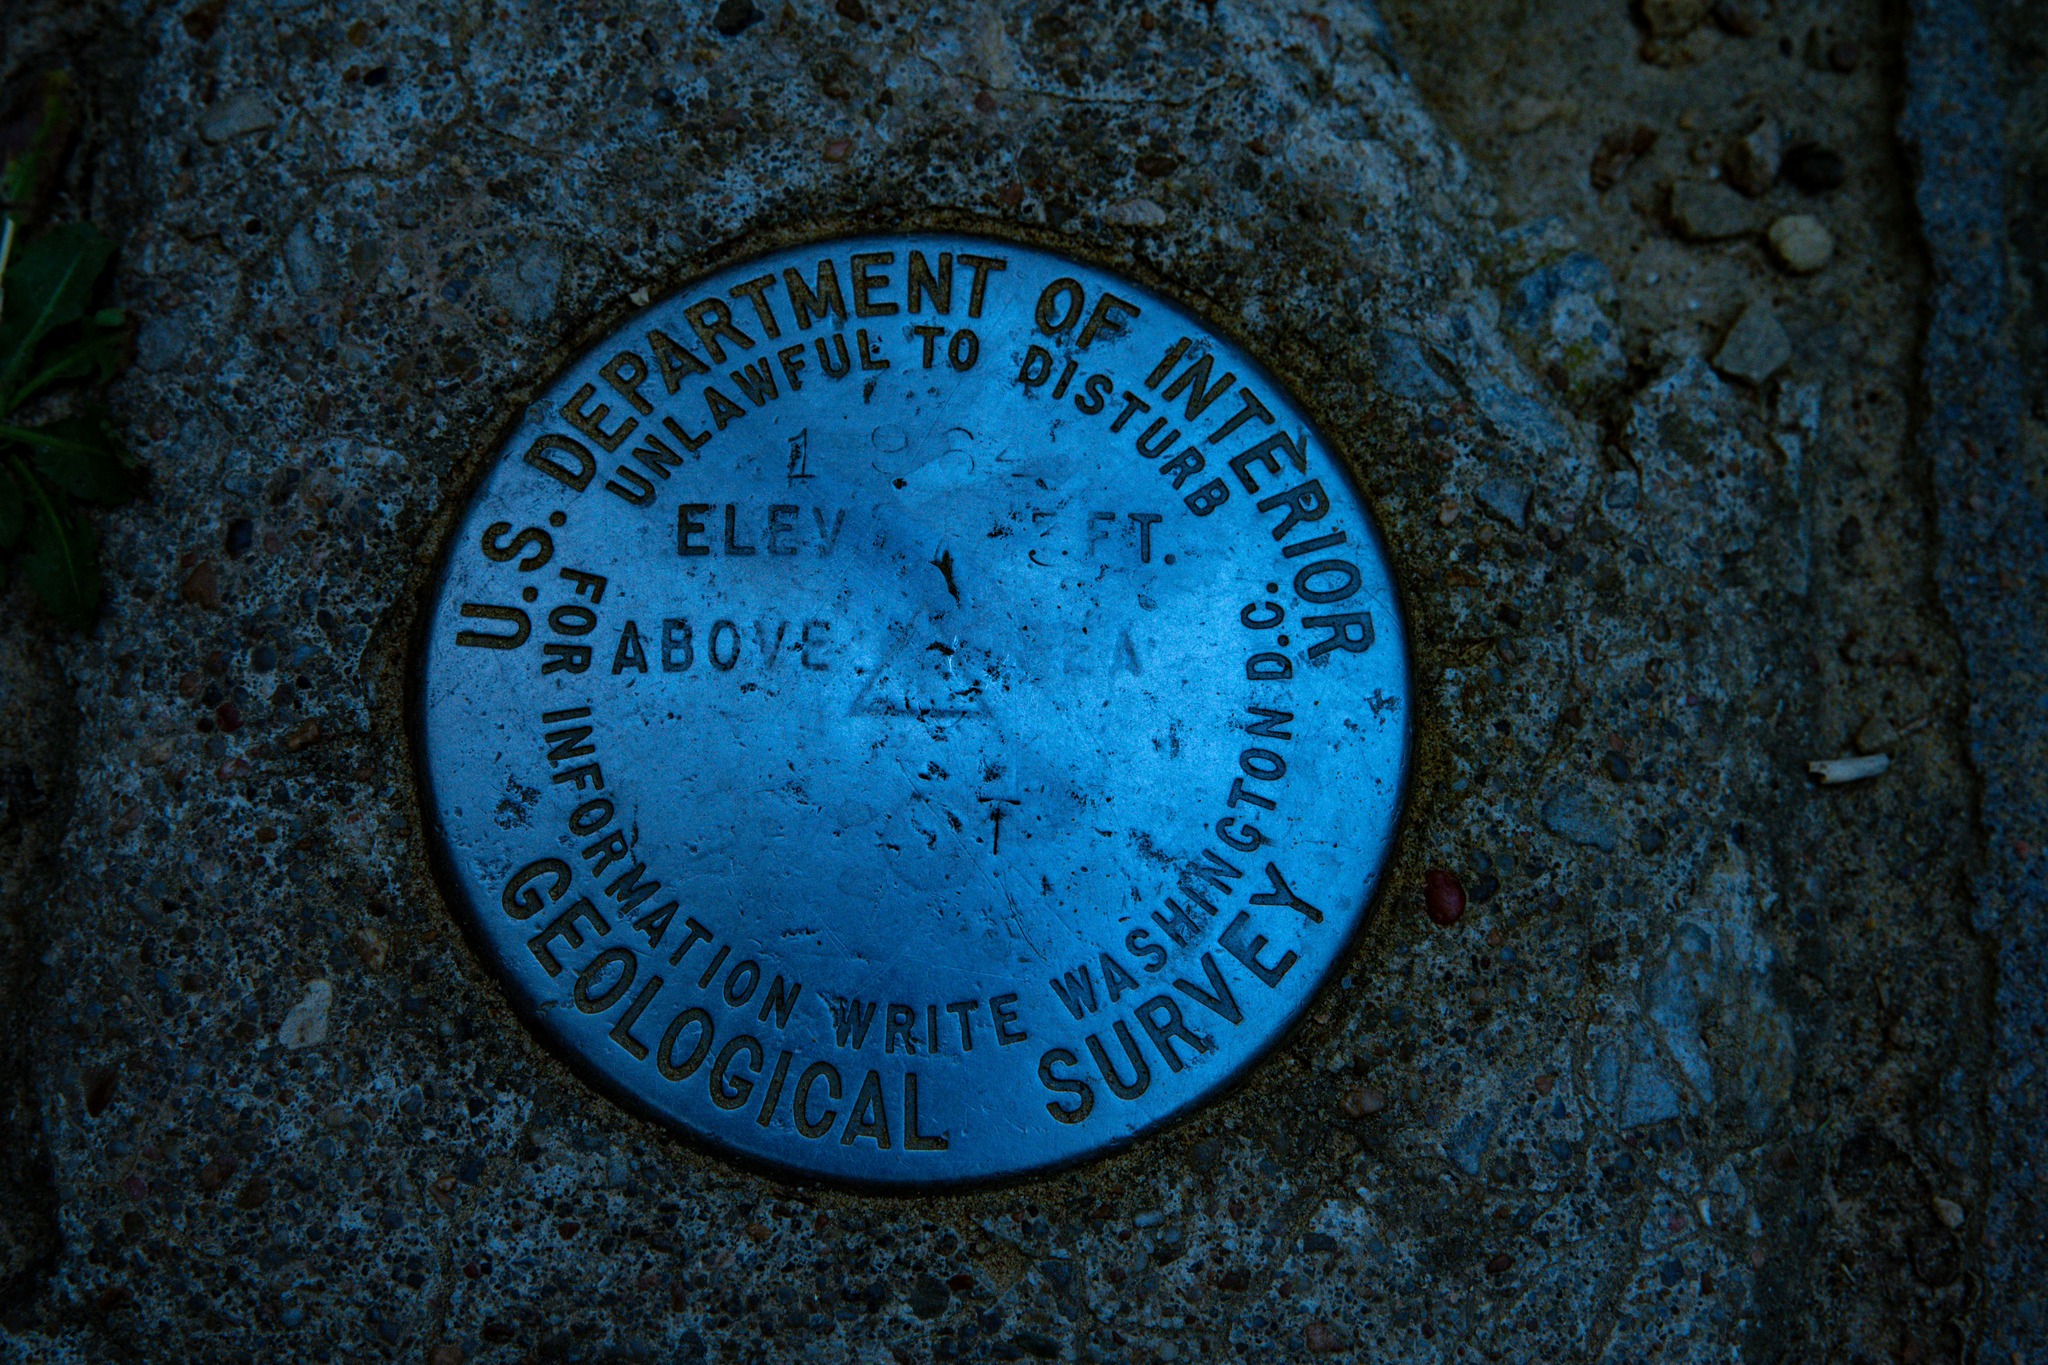 U.S. DEPARTMENT OF INTERIOR
UNLAWFUL TO DISTURB
ELEV FT.
ABOVE
FOR INFORMATION WRITE WASHINGTON D.C.
GEOLOGICAL SURVEY